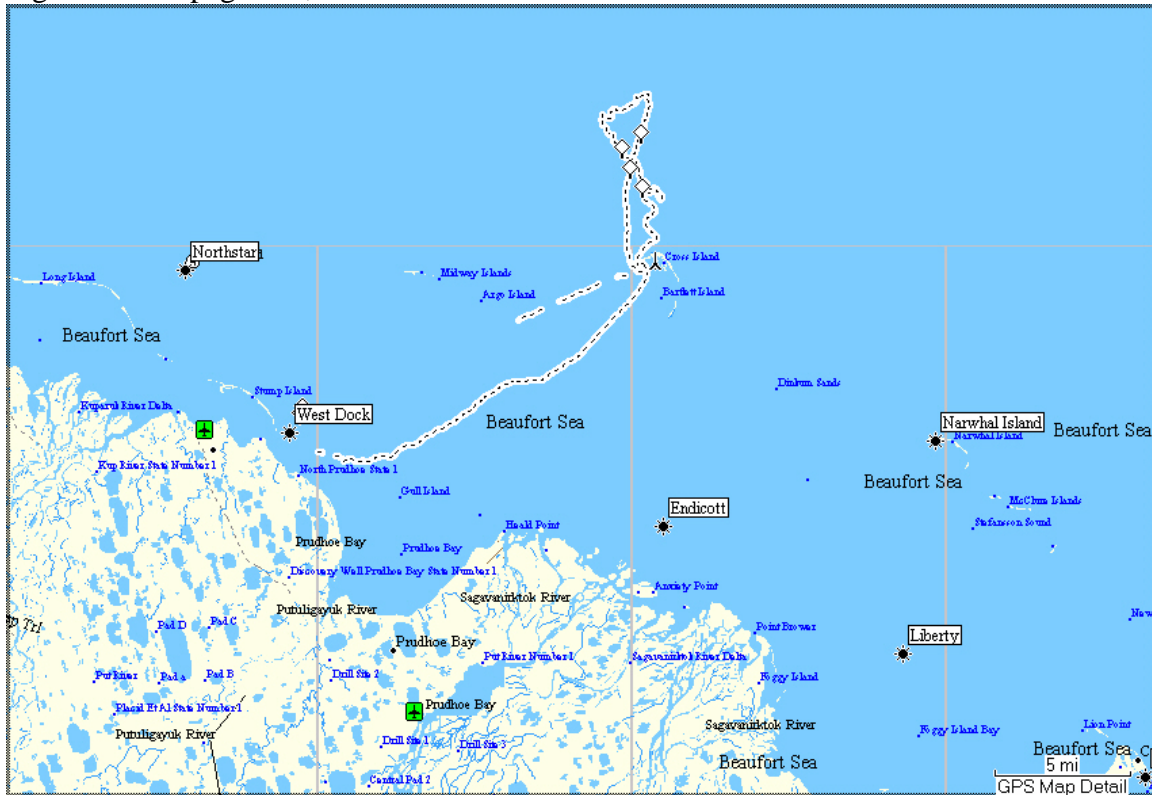 Northstar
Cross Island
Long Island
Midway Islands
Argo Island
Bartlett Island
Beaufort Sea
Dinkum Sands
Stump Island
Kuparuk River Delta
West Dock
Beaufort Sea
Narwhal Island
Narwhal Island
Beaufort Sea
Kup River State Number 1
North Prudhoe State 1
Beaufort Sea
Gull Island
McClure Islands
Endicott
Stefansson Sound
Heald Point
Prudhoe Bay
Prudhoe Bay
Discovery Well Prudhoe Bay State Number 1
Anxiety Point
Sagavanirktok River
Putuligayuk River
Trl
Pad D
Pad C
Point Brower
Liberty
Prudhoe Bay
Put River Number 1
Sagavanirktok River Delta
Put River
Pad A
Pad B
Drill Site 2
Foggy Island
Prudhoe Bay
Placid Et Al State Number 1
Sagavanirktok River
Lion Point
Putuligayuk River
Foggy Island Bay
Drill Site 1
Drill Site 3
Beaufort Sea
Beaufort Sea
5 mi
Central Pad 2
GPS Map Detail